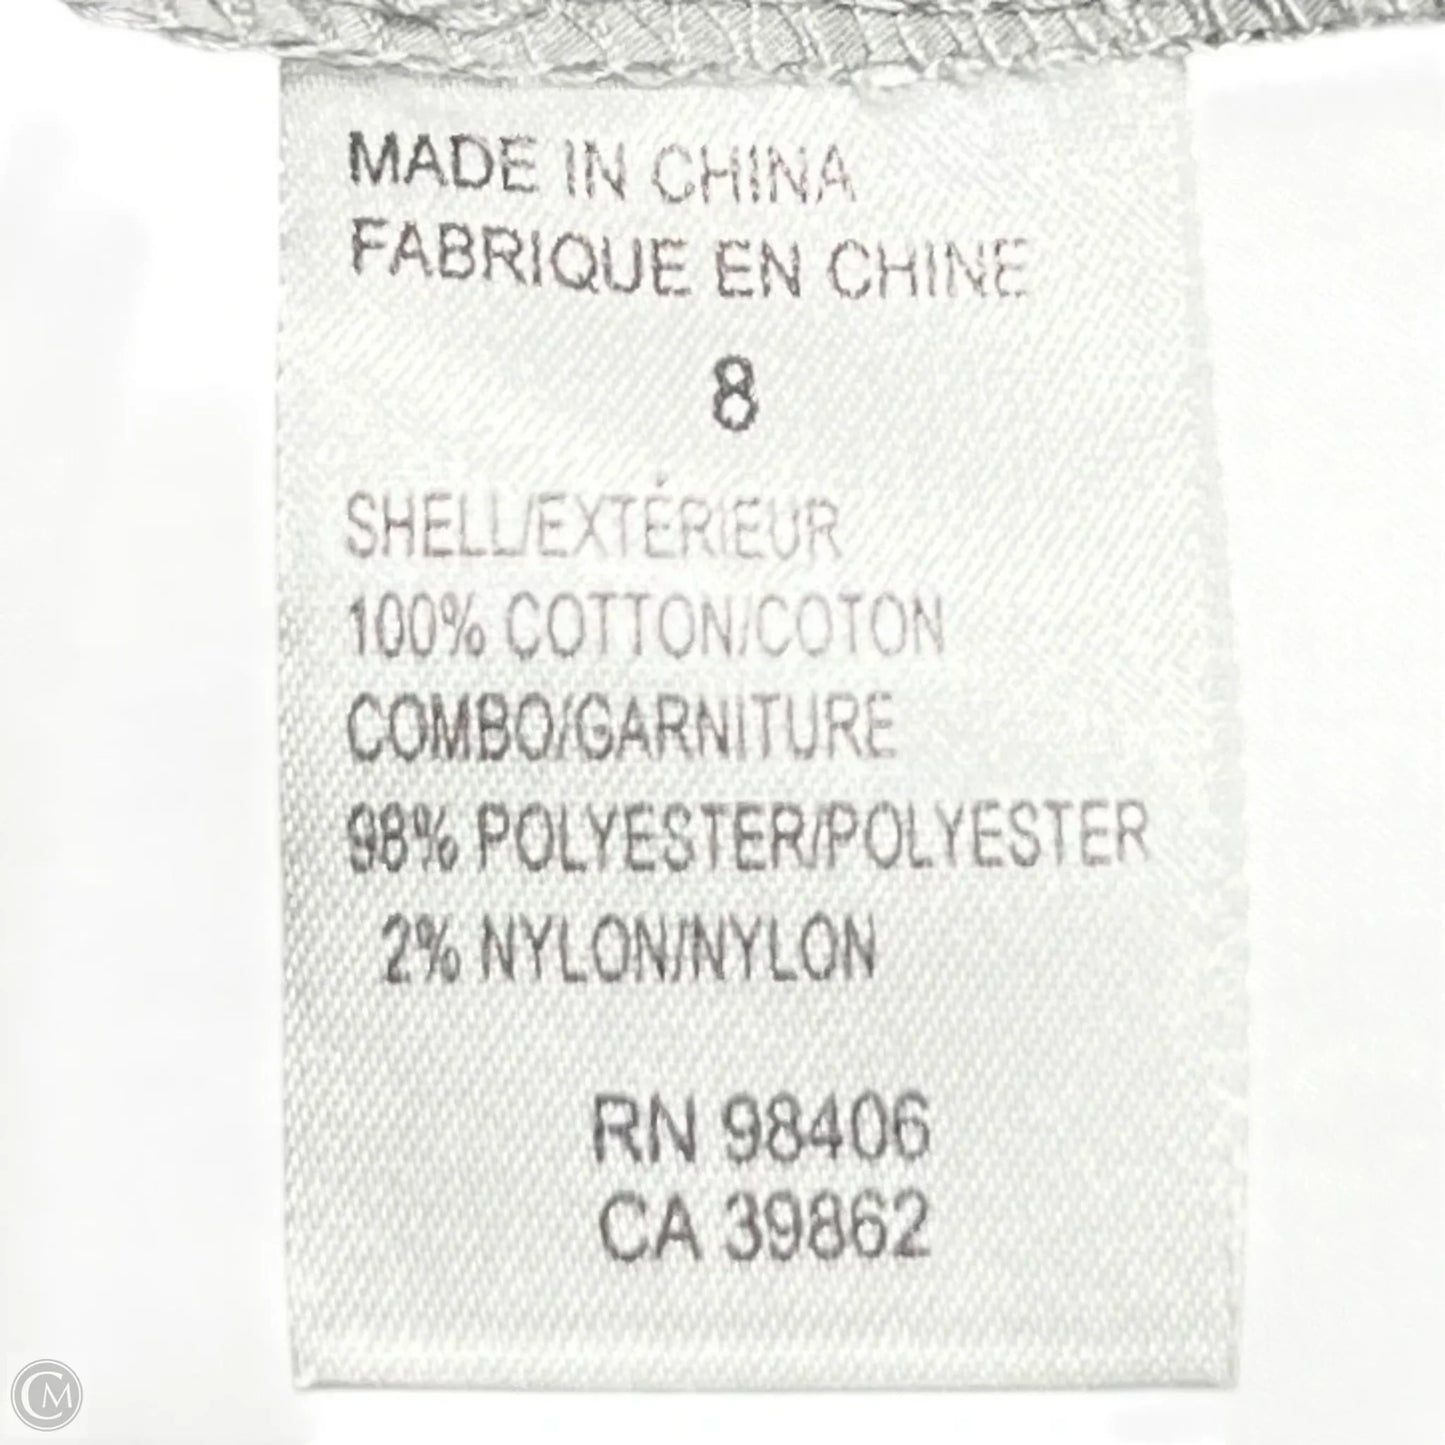 MADE IN CHINA
FABRIQUE EN CHINE
8
SHELL/EXTÉRIEUR
100% COTTON/COTON
COMBO/GARNITURE
98% POLYESTER/POLYESTER
2% NYLON/NYLON
RN 98406
CA 39862
CM